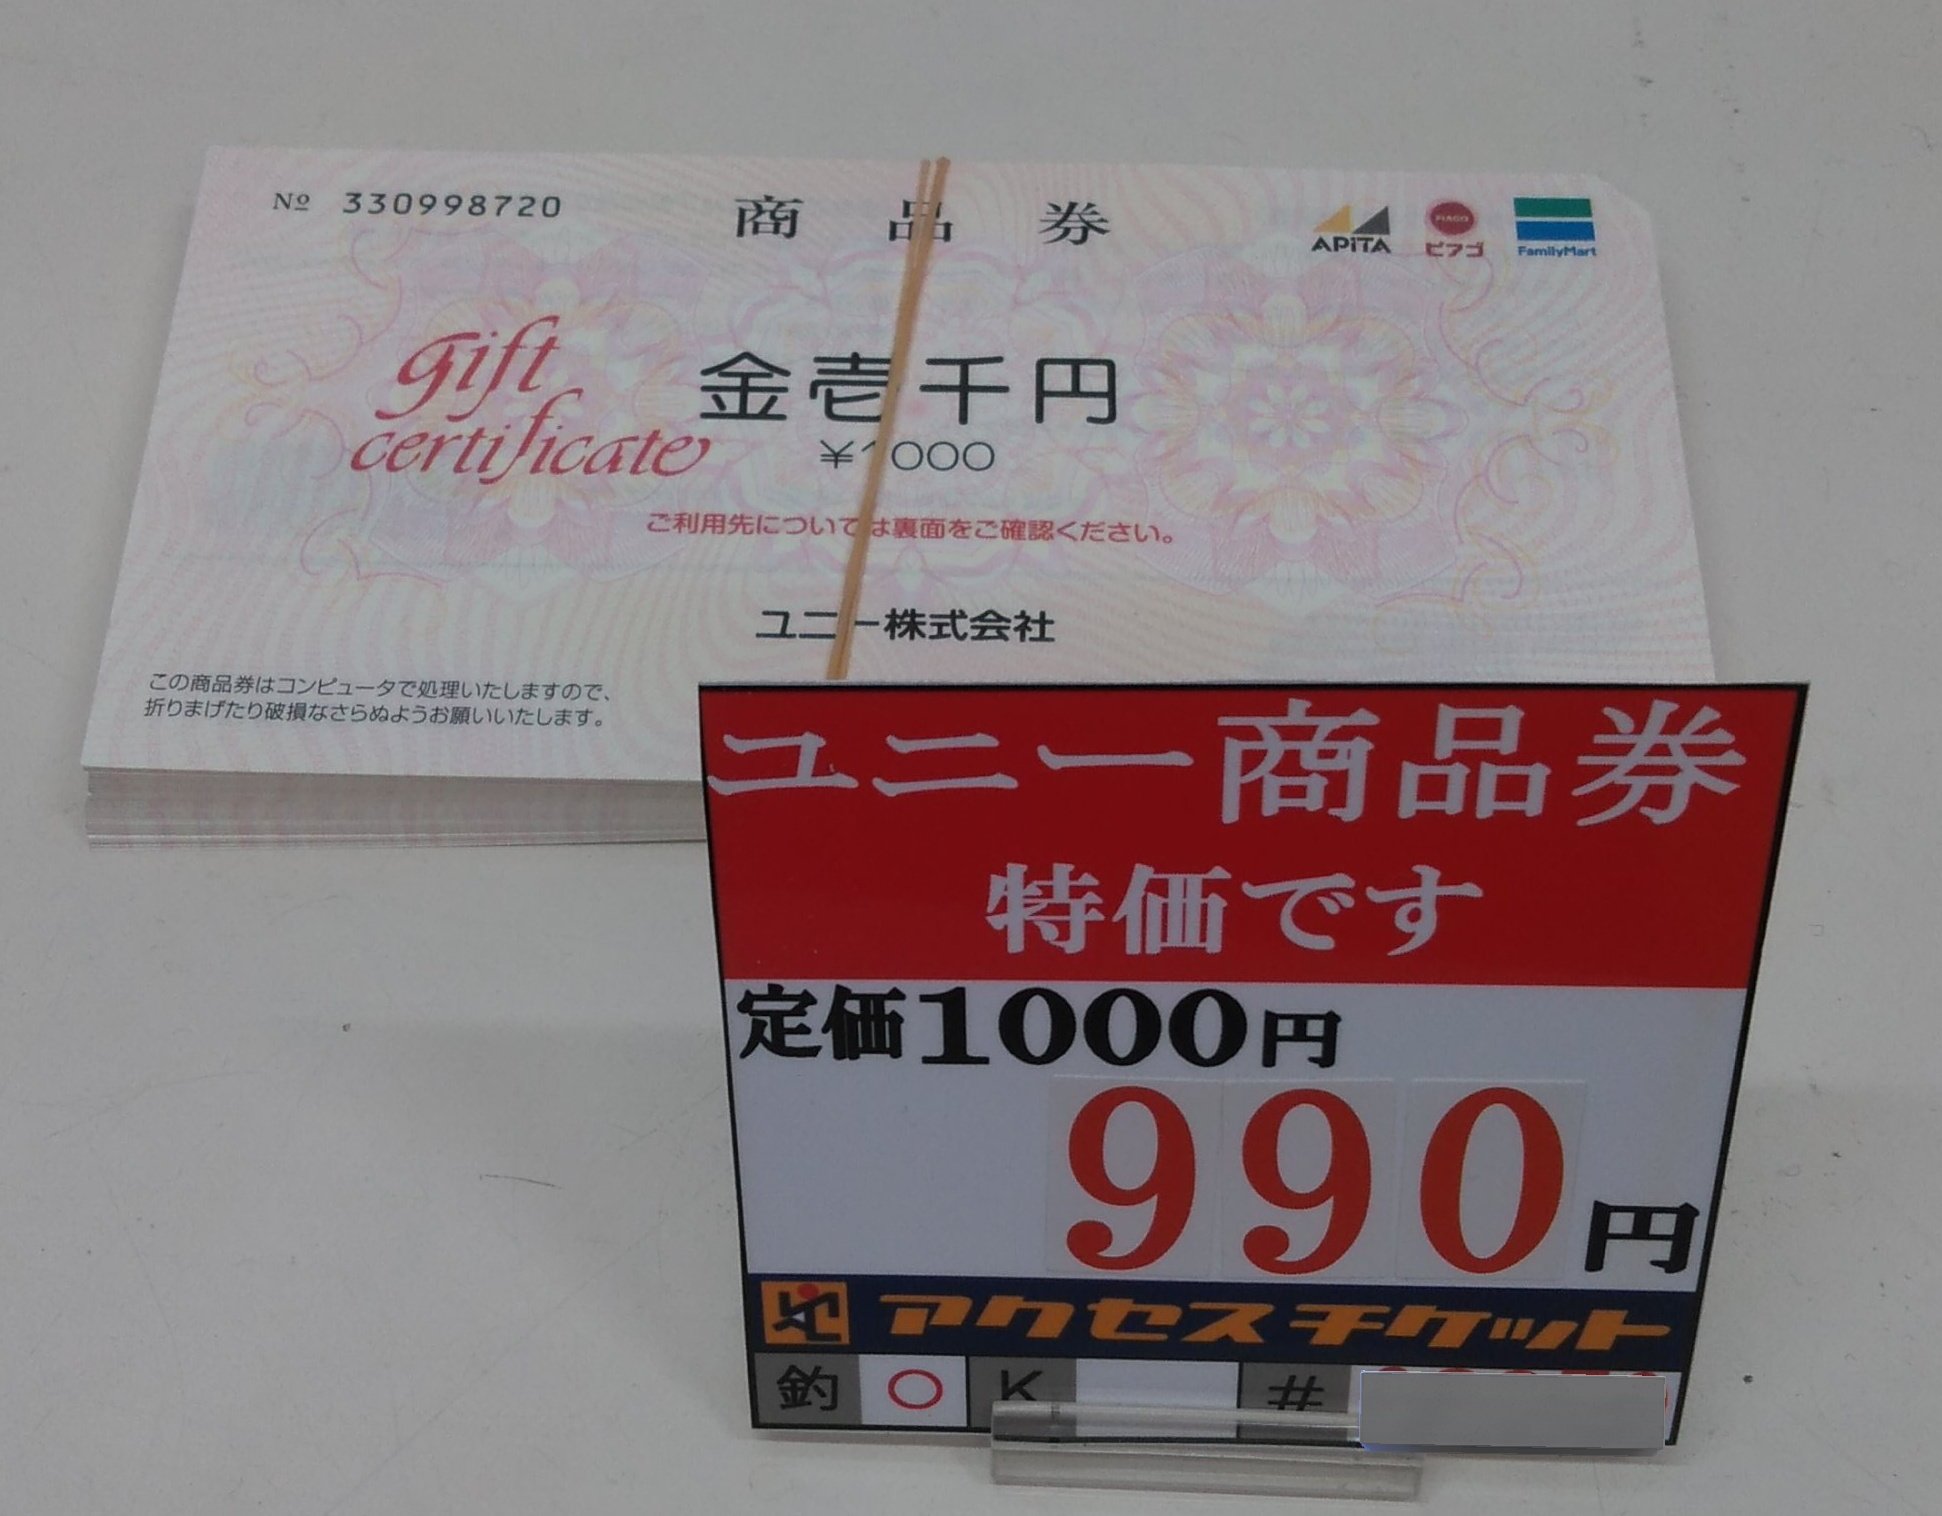 № 330998720
商品券
APiTA
PIAGO
ピアゴ
FamilyMart
gift
certificate
金壱千円
¥1000
ご利用先については裏面をご確認ください。
ユニー株式会社
この商品券はコンピュータで処理いたしますので、
折りまげたり破損なさらぬようお願いいたします。
ユニー商品券
特価です
定価1000円
990円
アクセスチケット
釣 ○ K #